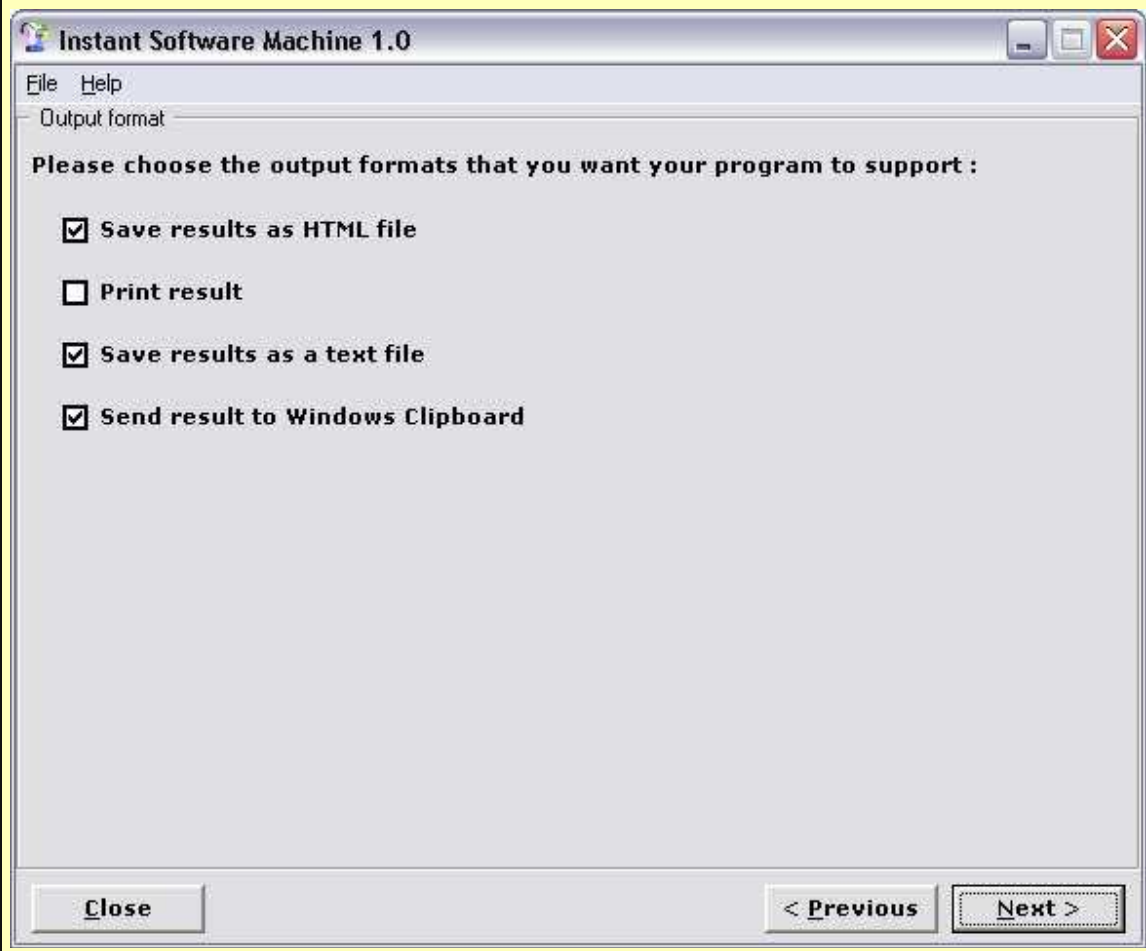 Instant Software Machine 1.0
File Help
Output format
Please choose the output formats that you want your program to support :
Save results as HTML file
Print result
Save results as a text file
Send result to Windows Clipboard
Close < Previous Next >